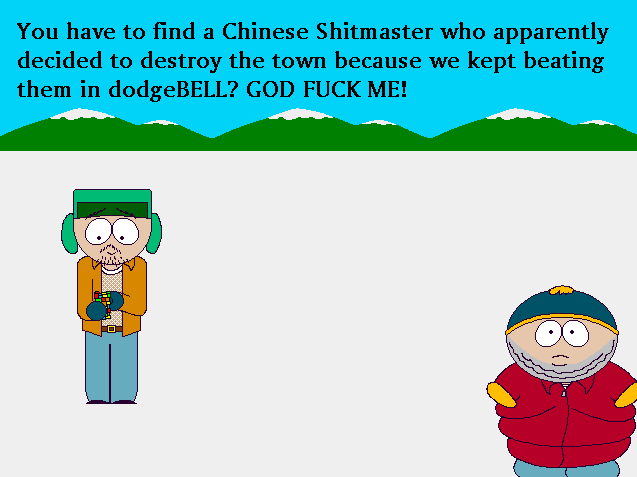 You have to find a Chinese Shitmaster who apparently
decided to destroy the town because we kept beating
them in dodgeBELL? GOD FUCK ME!